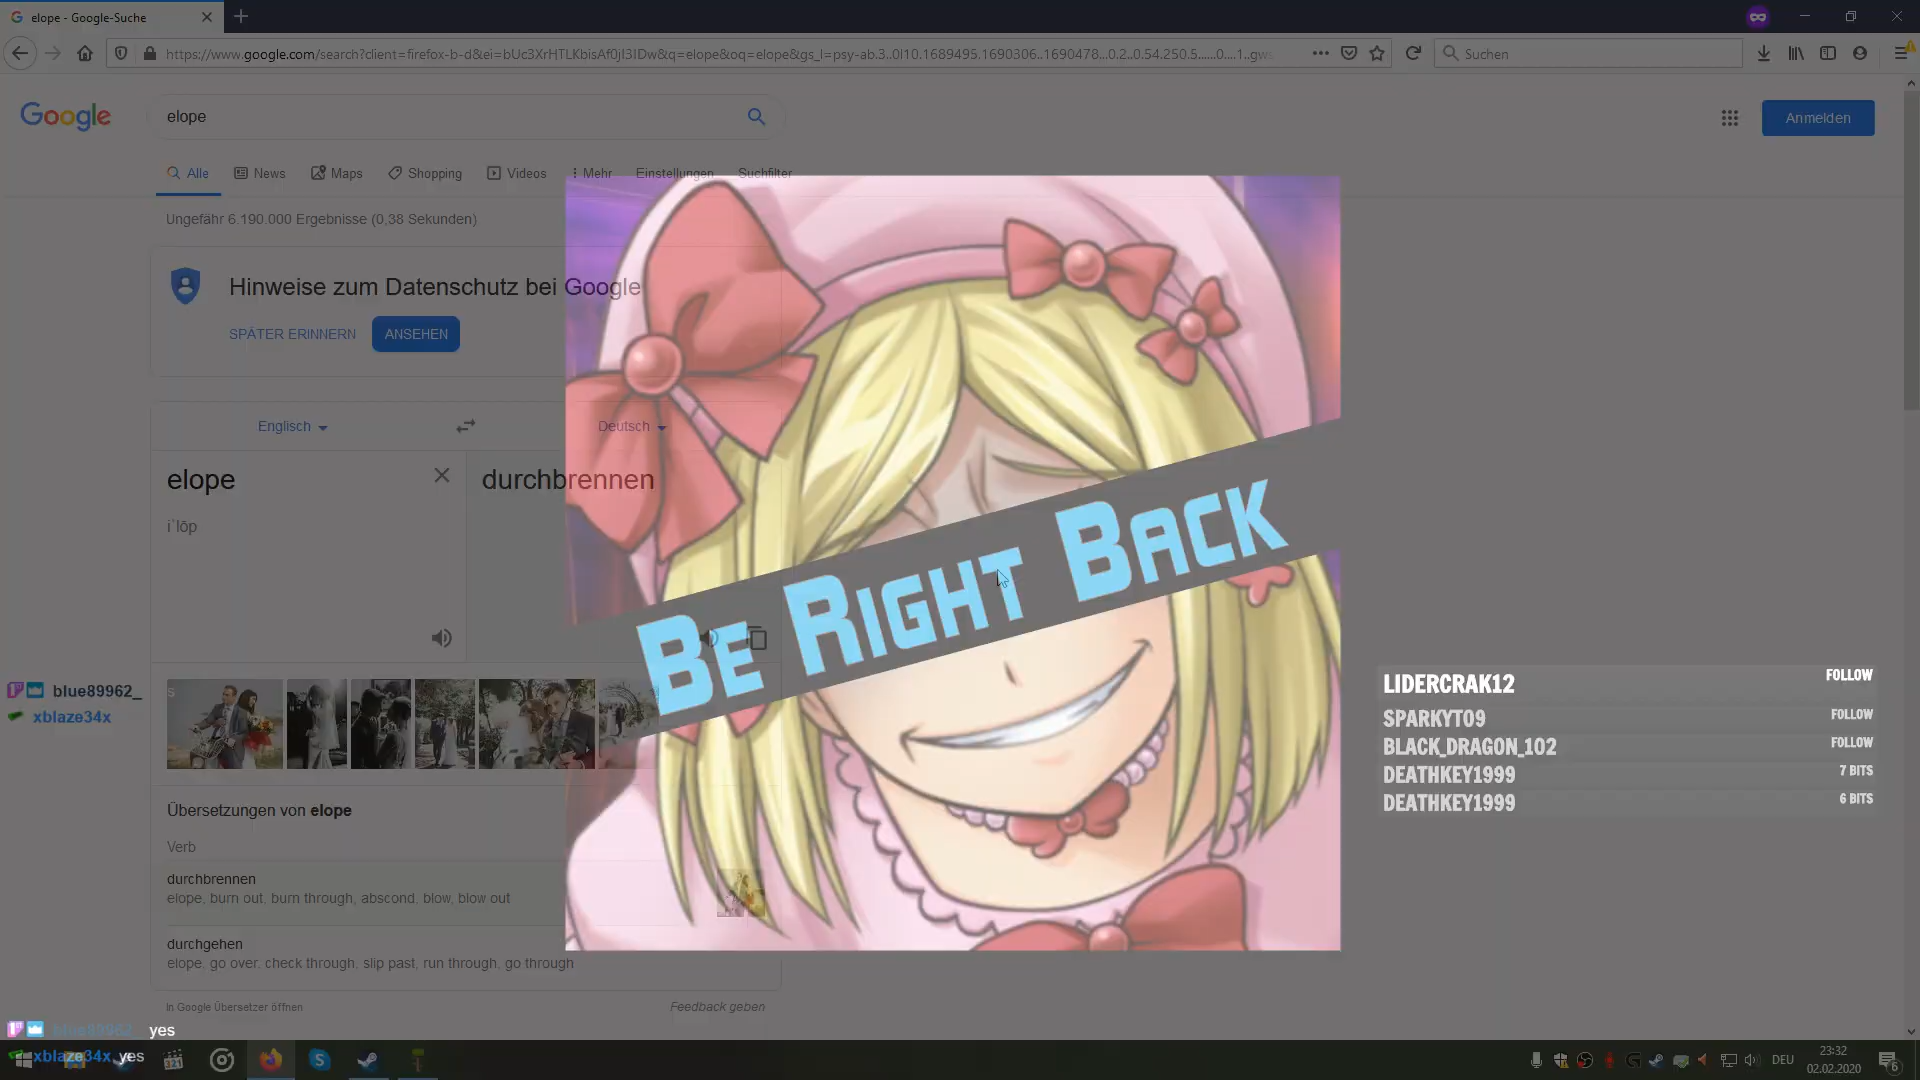 elope - Google-Suche
https://www.google.com/search?client=firefox-b-d&ei=bUc3XrHTLKbisAf0jI3IDw&q=elope&oq=elope&gs_l=psy-ab.3..0l10.1689495.1690306..1690478...0.2..0.54.250.5......0....1..gws
Suchen
Google
elope
Anmelden
Alle
News
Maps
Shopping
Videos
Mehr
Einstellungen
Suchfilter
Ungefähr 6.190.000 Ergebnisse (0,38 Sekunden)
Hinweise zum Datenschutz bei Google
SPÄTER ERINNERN
ANSEHEN
Englisch
Deutsch
elope
durchbrennen
iˈlōp
Be Right Back
blue89962_
xblaze34x
LIDERCRAK12 FOLLOW
SPARKYT09 FOLLOW
BLACK_DRAGON_102 FOLLOW
DEATHKEY1999 7 BITS
DEATHKEY1999 6 BITS
Übersetzungen von elope
Verb
durchbrennen
elope, burn out, burn through, abscond, blow, blow out
durchgehen
elope, go over, check through, slip past, run through, go through
In Google Übersetzer öffnen
Feedback geben
blue89962_ yes
xblaze34x yes
DEU
23:32
02.02.2020
6